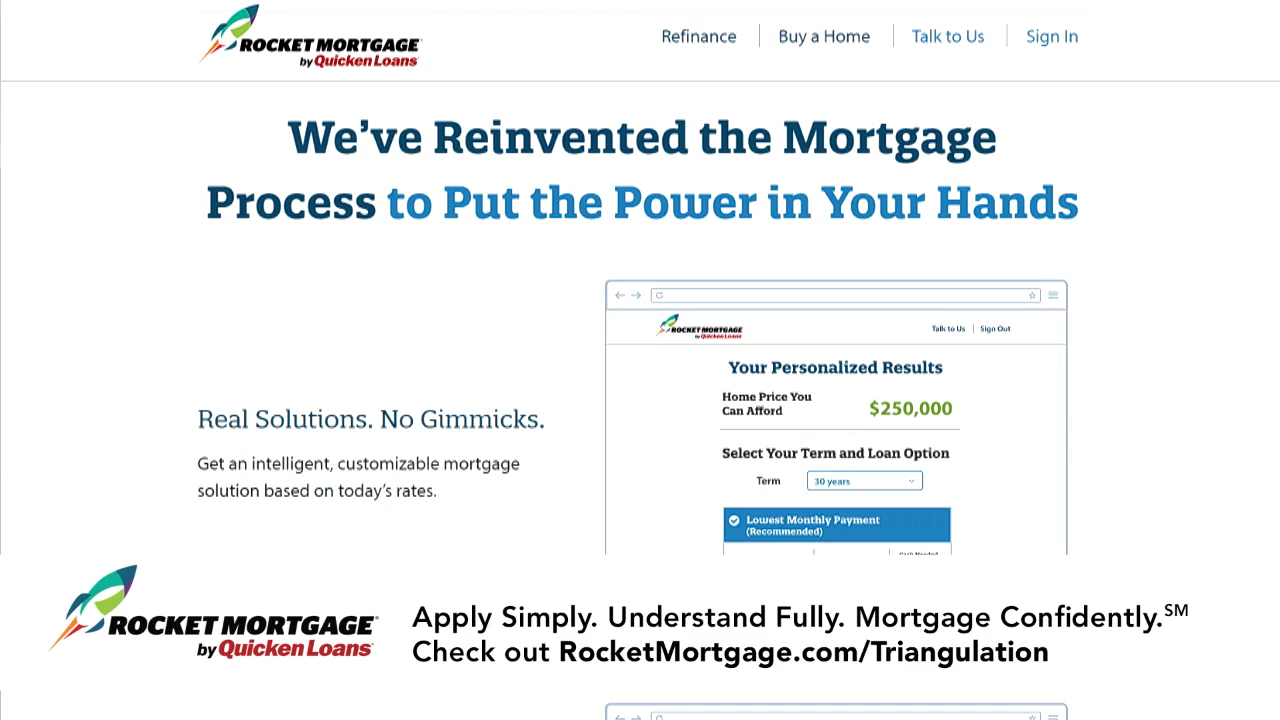 ROCKET MORTGAGE
by Quicken Loans
Refinance
Buy a Home
Talk to Us
Sign In
We've Reinvented the Mortgage
Process to Put the Power in Your Hands
Real Solutions. No Gimmicks.
Get an intelligent, customizable mortgage
solution based on today's rates.
ROCKET MORTGAGE
by Quicken Loans
Talk to Us
Sign Out
Your Personalized Results
Home Price You
Can Afford
$250,000
Select Your Term and Loan Option
Term
30 years
Lowest Monthly Payment
(Recommended)
ROCKET MORTGAGE
by Quicken Loans
Apply Simply. Understand Fully. Mortgage Confidently.℠
Check out RocketMortgage.com/Triangulation